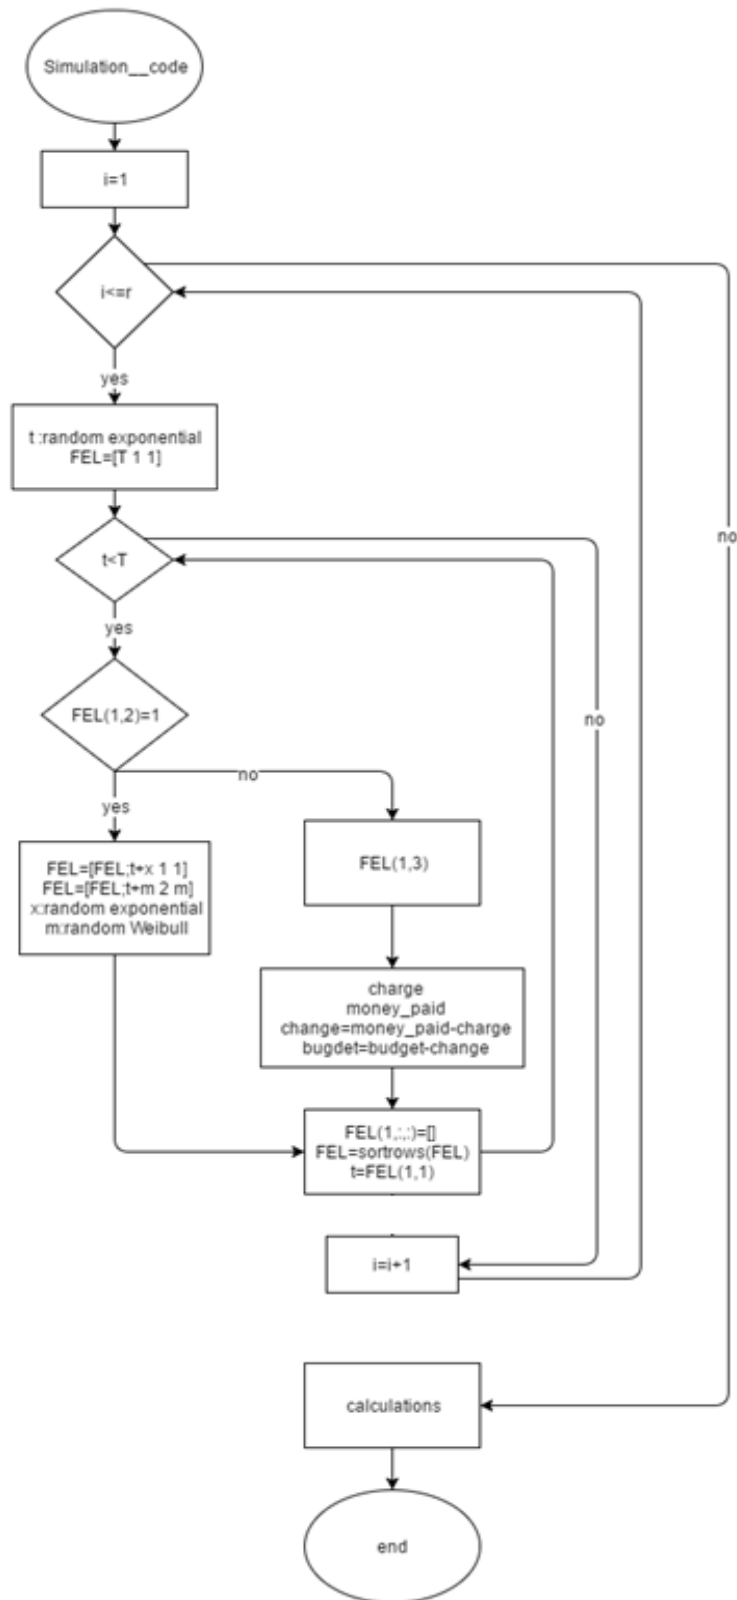 Simulation__code
i=1
i<=r
yes
t :random exponential
FEL=[T 1 1]
no
t<T
yes
FEL(1,2)=1
no
no
yes
FEL=[FEL;t+x 1 1]
FEL=[FEL;t+m 2 m]
x:random exponential
m:random Weibull
FEL(1,3)
charge
money_paid
change=money_paid-charge
bugdet=budget-change
FEL(1,:,:)=[]
FEL=sortrows(FEL)
t=FEL(1,1)
i=i+1
calculations
end